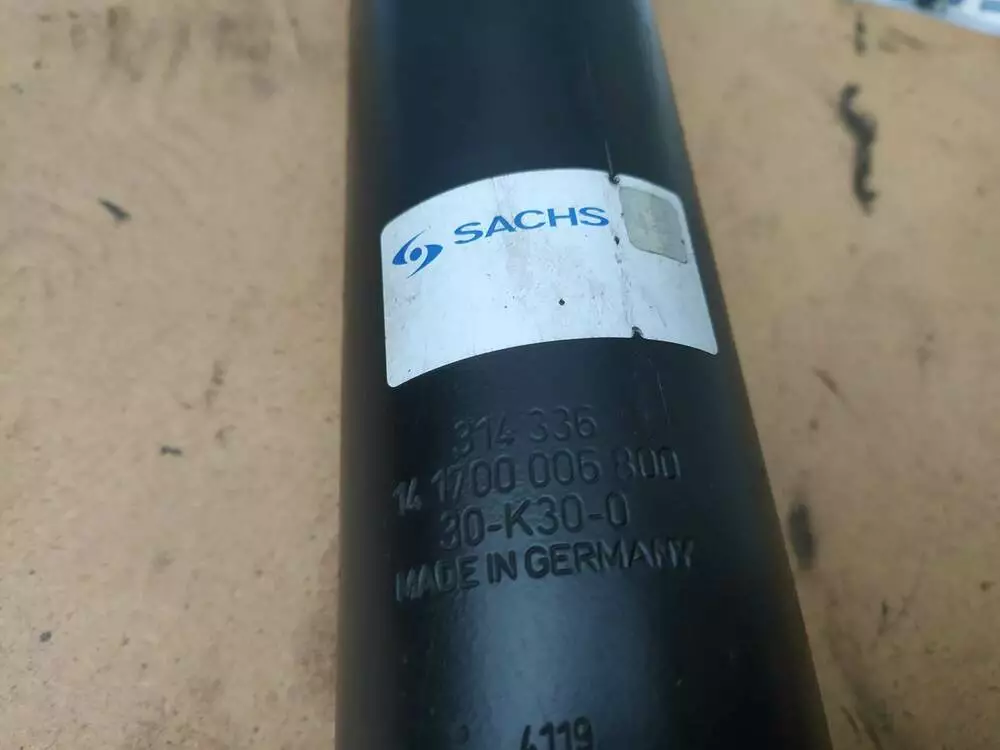 SACHS
314 336
14 1700 006 800
30-K30-0
MADE IN GERMANY
4119